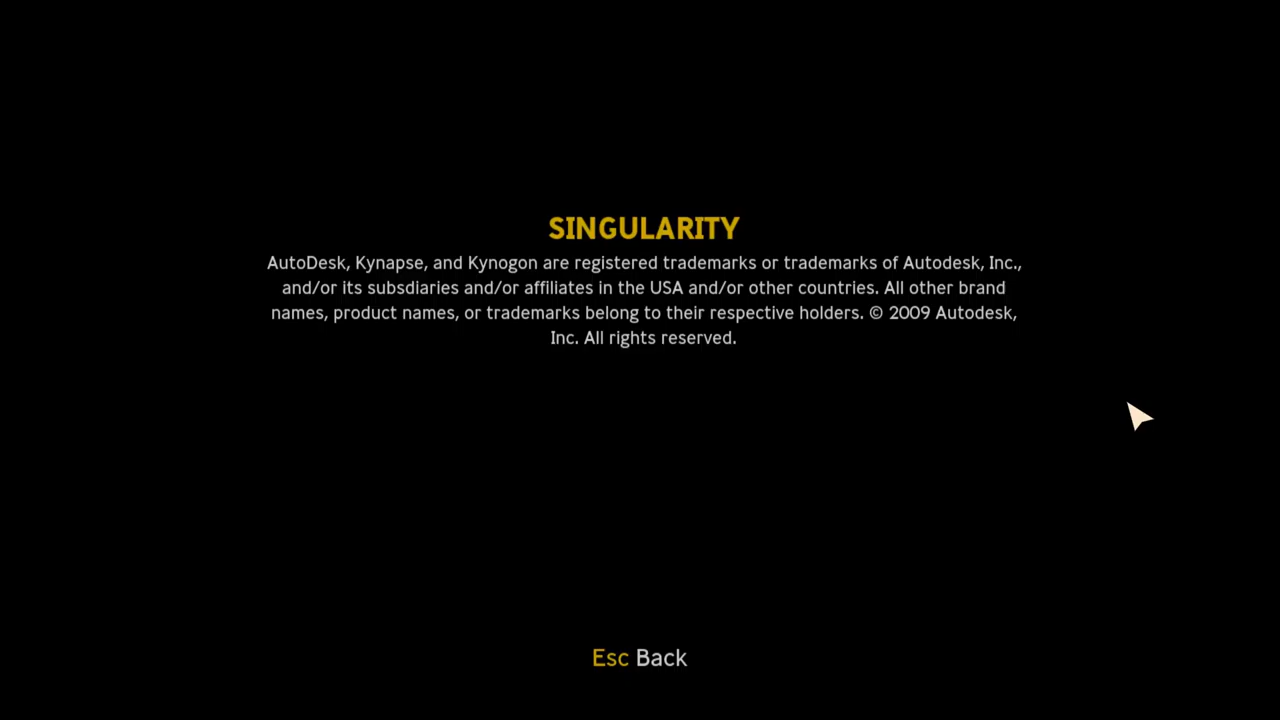 SINGULARITY
AutoDesk, Kynapse, and Kynogon are registered trademarks or trademarks of Autodesk, Inc.,
and/or its subsdiaries and/or affiliates in the USA and/or other countries. All other brand
names, product names, or trademarks belong to their respective holders. © 2009 Autodesk,
Inc. All rights reserved.
Esc Back